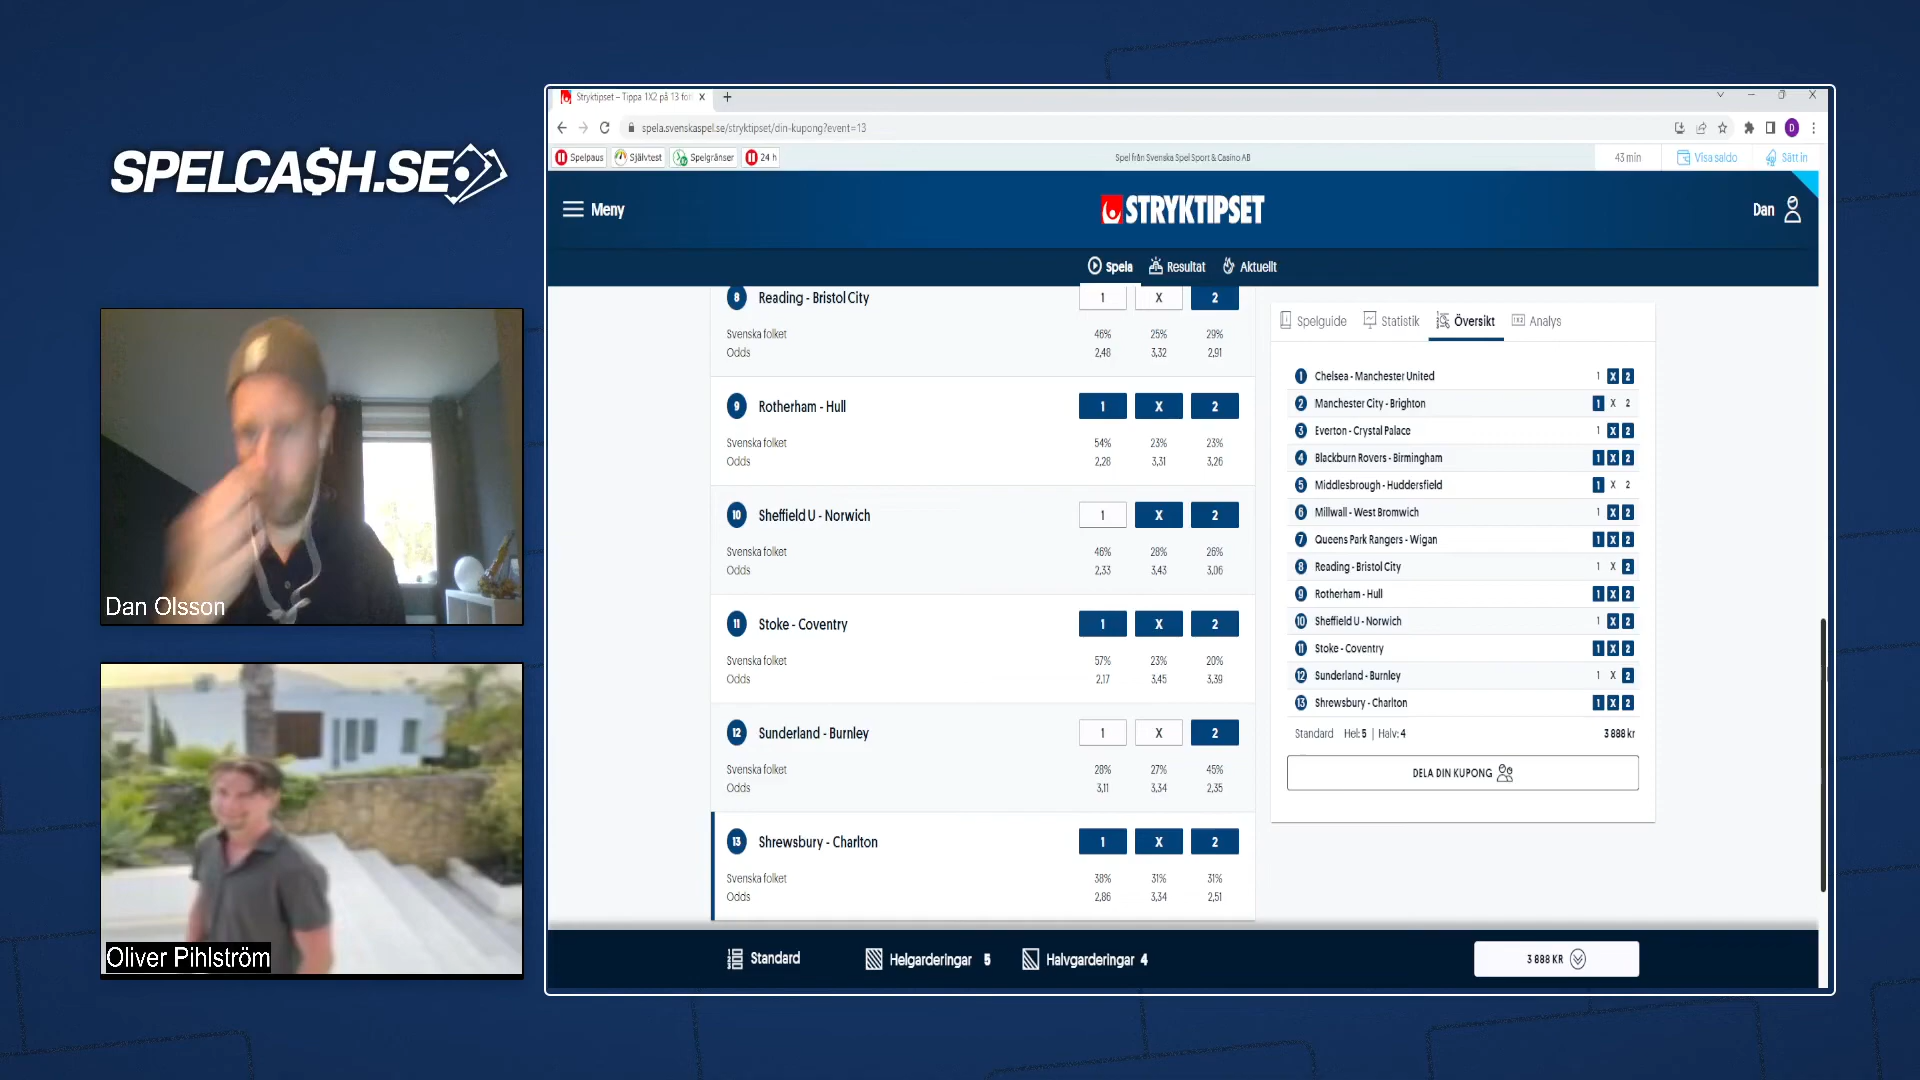 SPELCA$H.SE
Dan Olsson
Oliver Pihlström
Stryktipset – Tippa 1X2 på 13 for
spela.svenskaspel.se/stryktipset/din-kupong?event=13
D
Spelpaus
Självtest
Spelgränser
24 h
Spel från Svenska Spel Sport & Casino AB
43 min
Visa saldo
Sätt in
Meny
STRYKTIPSET
Dan
Spela
Resultat
Aktuellt
8 Reading - Bristol City 1 X 2
Svenska folket 46% 25% 29%
Odds 2,48 3,32 2,91
9 Rotherham - Hull 1 X 2
Svenska folket 54% 23% 23%
Odds 2,28 3,31 3,26
10 Sheffield U - Norwich 1 X 2
Svenska folket 46% 28% 26%
Odds 2,33 3,43 3,06
11 Stoke - Coventry 1 X 2
Svenska folket 57% 23% 20%
Odds 2,17 3,45 3,39
12 Sunderland - Burnley 1 X 2
Svenska folket 28% 27% 45%
Odds 3,11 3,34 2,35
13 Shrewsbury - Charlton 1 X 2
Svenska folket 38% 31% 31%
Odds 2,86 3,34 2,51
Spelguide
Statistik
Översikt
1X2 Analys
1 Chelsea - Manchester United 1 X 2
2 Manchester City - Brighton 1 X 2
3 Everton - Crystal Palace 1 X 2
4 Blackburn Rovers - Birmingham 1 X 2
5 Middlesbrough - Huddersfield 1 X 2
6 Millwall - West Bromwich 1 X 2
7 Queens Park Rangers - Wigan 1 X 2
8 Reading - Bristol City 1 X 2
9 Rotherham - Hull 1 X 2
10 Sheffield U - Norwich 1 X 2
11 Stoke - Coventry 1 X 2
12 Sunderland - Burnley 1 X 2
13 Shrewsbury - Charlton 1 X 2
Standard Hel: 5 | Halv: 4 3 888 kr
DELA DIN KUPONG
Standard
Helgarderingar 5
Halvgarderingar 4
3 888 KR